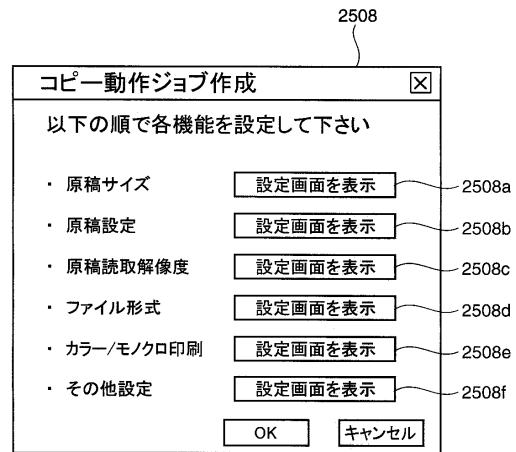 2508
コピー動作ジョブ作成
以下の順で各機能を設定して下さい
・ 原稿サイズ 設定画面を表示 2508a
・ 原稿設定 設定画面を表示 2508b
・ 原稿読取解像度 設定画面を表示 2508c
・ ファイル形式 設定画面を表示 2508d
・ カラー/モノクロ印刷 設定画面を表示 2508e
・ その他設定 設定画面を表示 2508f
OK キャンセル